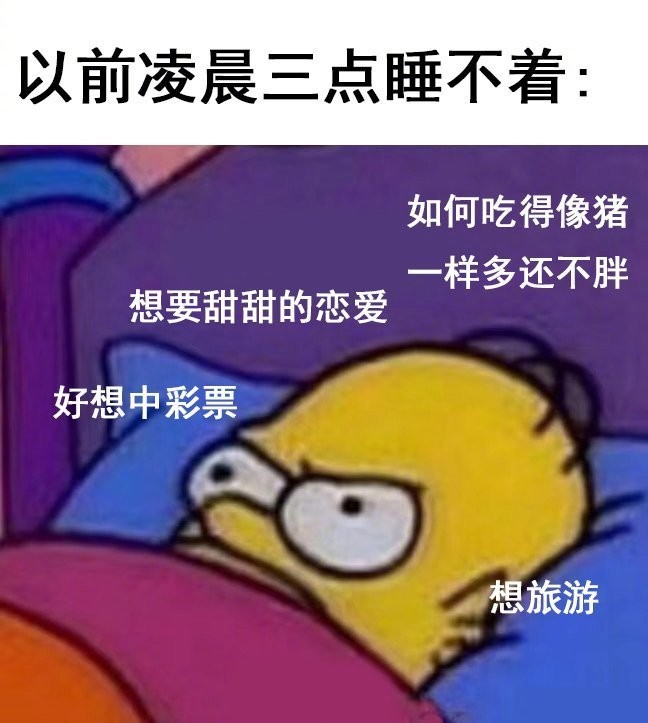 以前凌晨三点睡不着:
如何吃得像猪
一样多还不胖
想要甜甜的恋爱
好想中彩票
想旅游